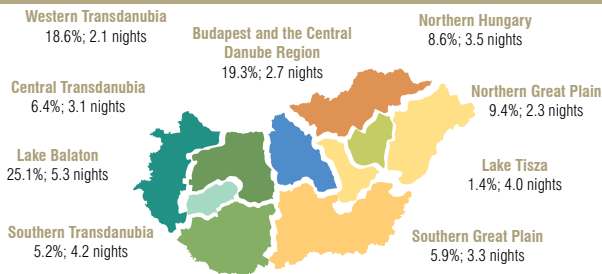 Western Transdanubia
18.6%; 2.1 nights
Budapest and the Central
Danube Region
19.3%; 2.7 nights
Northern Hungary
8.6%; 3.5 nights
Central Transdanubia
6.4%; 3.1 nights
Northern Great Plain
9.4%; 2.3 nights
Lake Balaton
25.1%; 5.3 nights
Lake Tisza
1.4%; 4.0 nights
Southern Transdanubia
5.2%; 4.2 nights
Southern Great Plain
5.9%; 3.3 nights